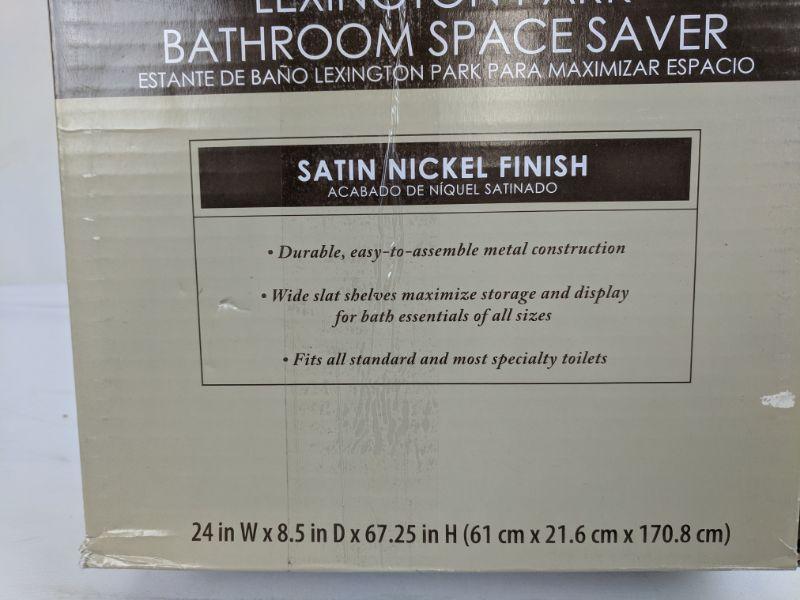 LEXINGTON PARK
BATHROOM SPACE SAVER
ESTANTE DE BAÑO LEXINGTON PARK PARA MAXIMIZAR ESPACIO
SATIN NICKEL FINISH
ACABADO DE NÍQUEL SATINADO
• Durable, easy-to-assemble metal construction
• Wide slat shelves maximize storage and display
for bath essentials of all sizes
• Fits all standard and most specialty toilets
24 in W x 8.5 in D x 67.25 in H (61 cm x 21.6 cm x 170.8 cm)